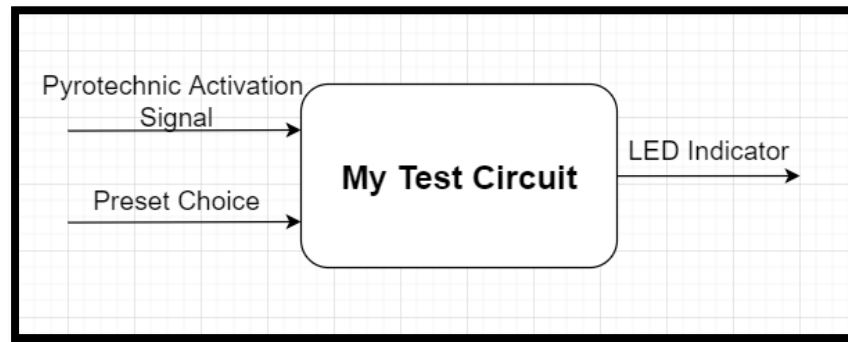 Pyrotechnic Activation
Signal
Preset Choice
My Test Circuit
LED Indicator